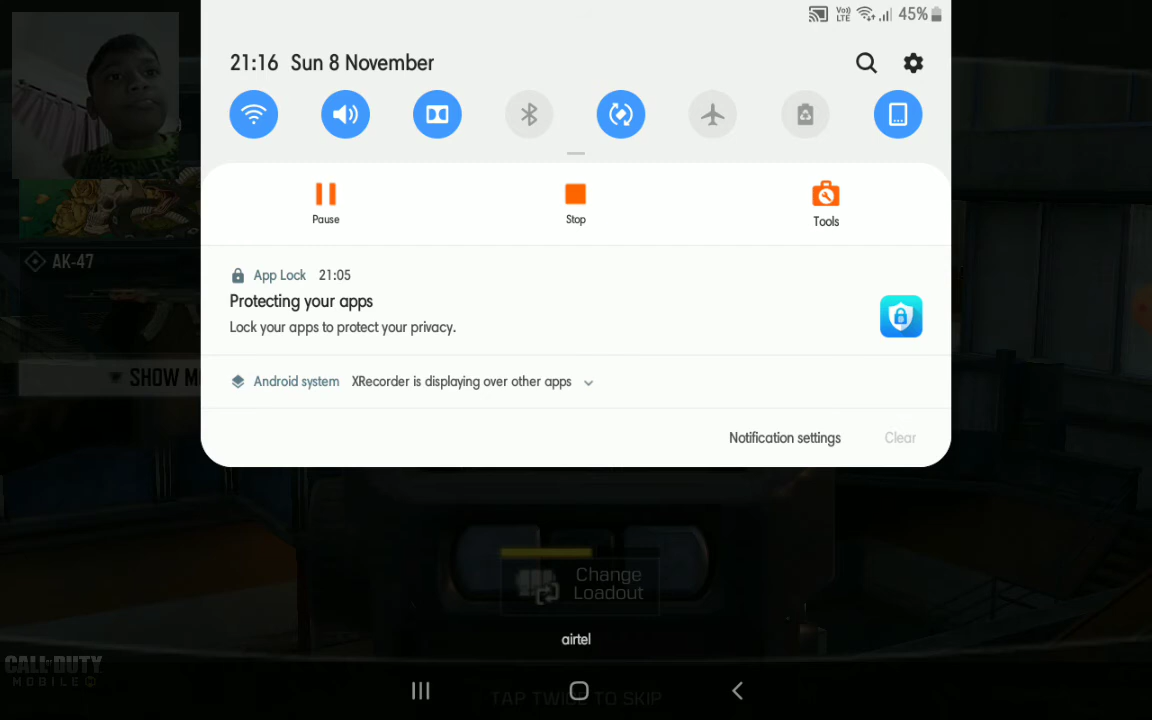 Vo)) LTE 45%
21:16 Sun 8 November
Pause
Stop
Tools
AK-47
App Lock 21:05
Protecting your apps
Lock your apps to protect your privacy.
SHOW
Android system XRecorder is displaying over other apps
Notification settings
Clear
Change
Loadout
airtel
CALL OF DUTY
MOBILE
TAP TWICE TO SKIP